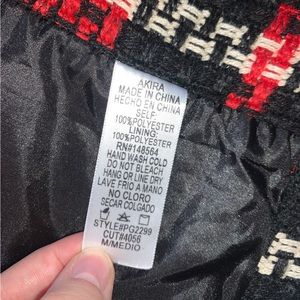 AKIRA
MADE IN CHINA
HECHO EN CHINA
SELF:
100%POLYESTER
LINING:
100%POLYESTER
RN#148564
HAND WASH COLD
DO NOT BLEACH
HANG OR LINE DRY
LAVE FRIO A MANO
NO CLORO
SECAR COLGADO
STYLE#PG2299
CUT#4056
M/MEDIO